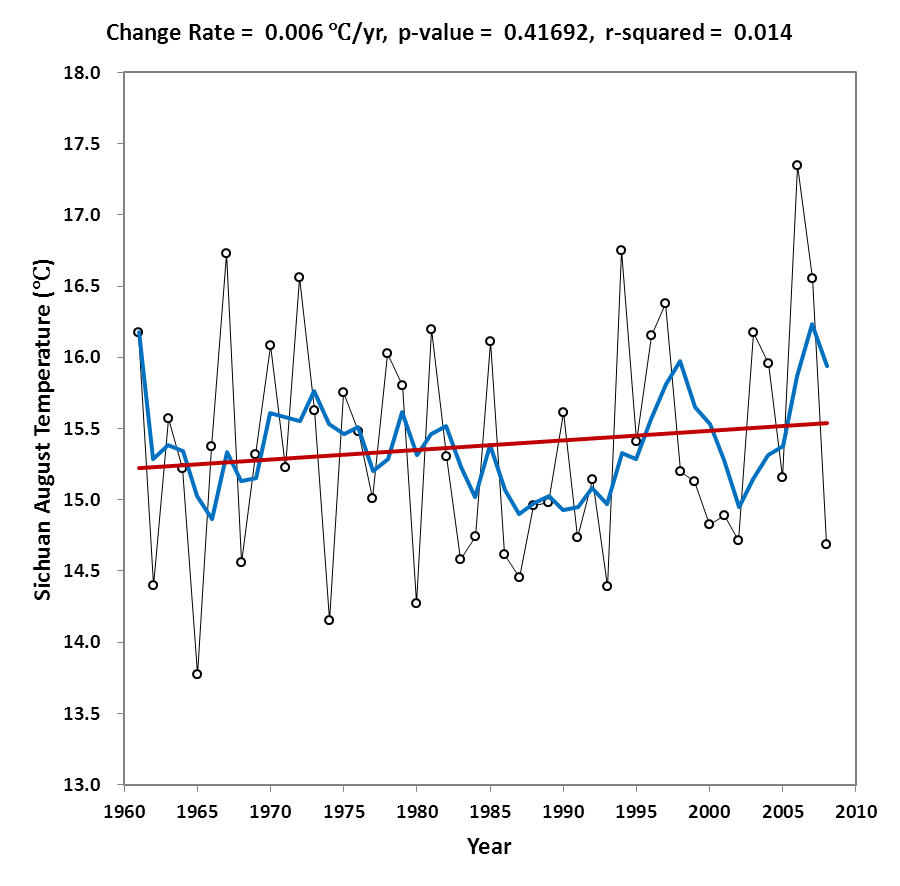 Change Rate = 0.006 ℃/yr, p-value = 0.41692, r-squared = 0.014
18.0
17.5
17.0
16.5
16.0
15.5
15.0
14.5
14.0
13.5
13.0
Sichuan August Temperature (℃)
1960 1965 1970 1975 1980 1985 1990 1995 2000 2005 2010
Year